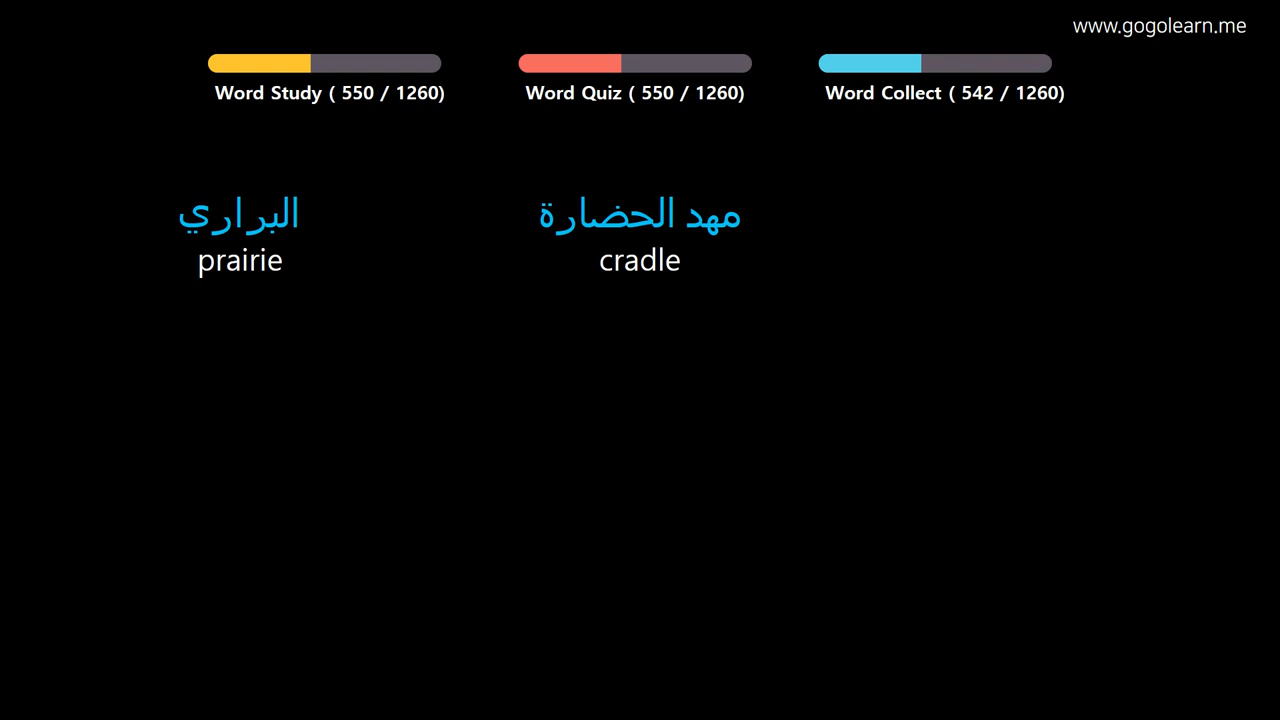 www.gogolearn.me
Word Study ( 550 / 1260)
Word Quiz ( 550 / 1260)
Word Collect ( 542 / 1260)
البراري
prairie
مهد الحضارة
cradle